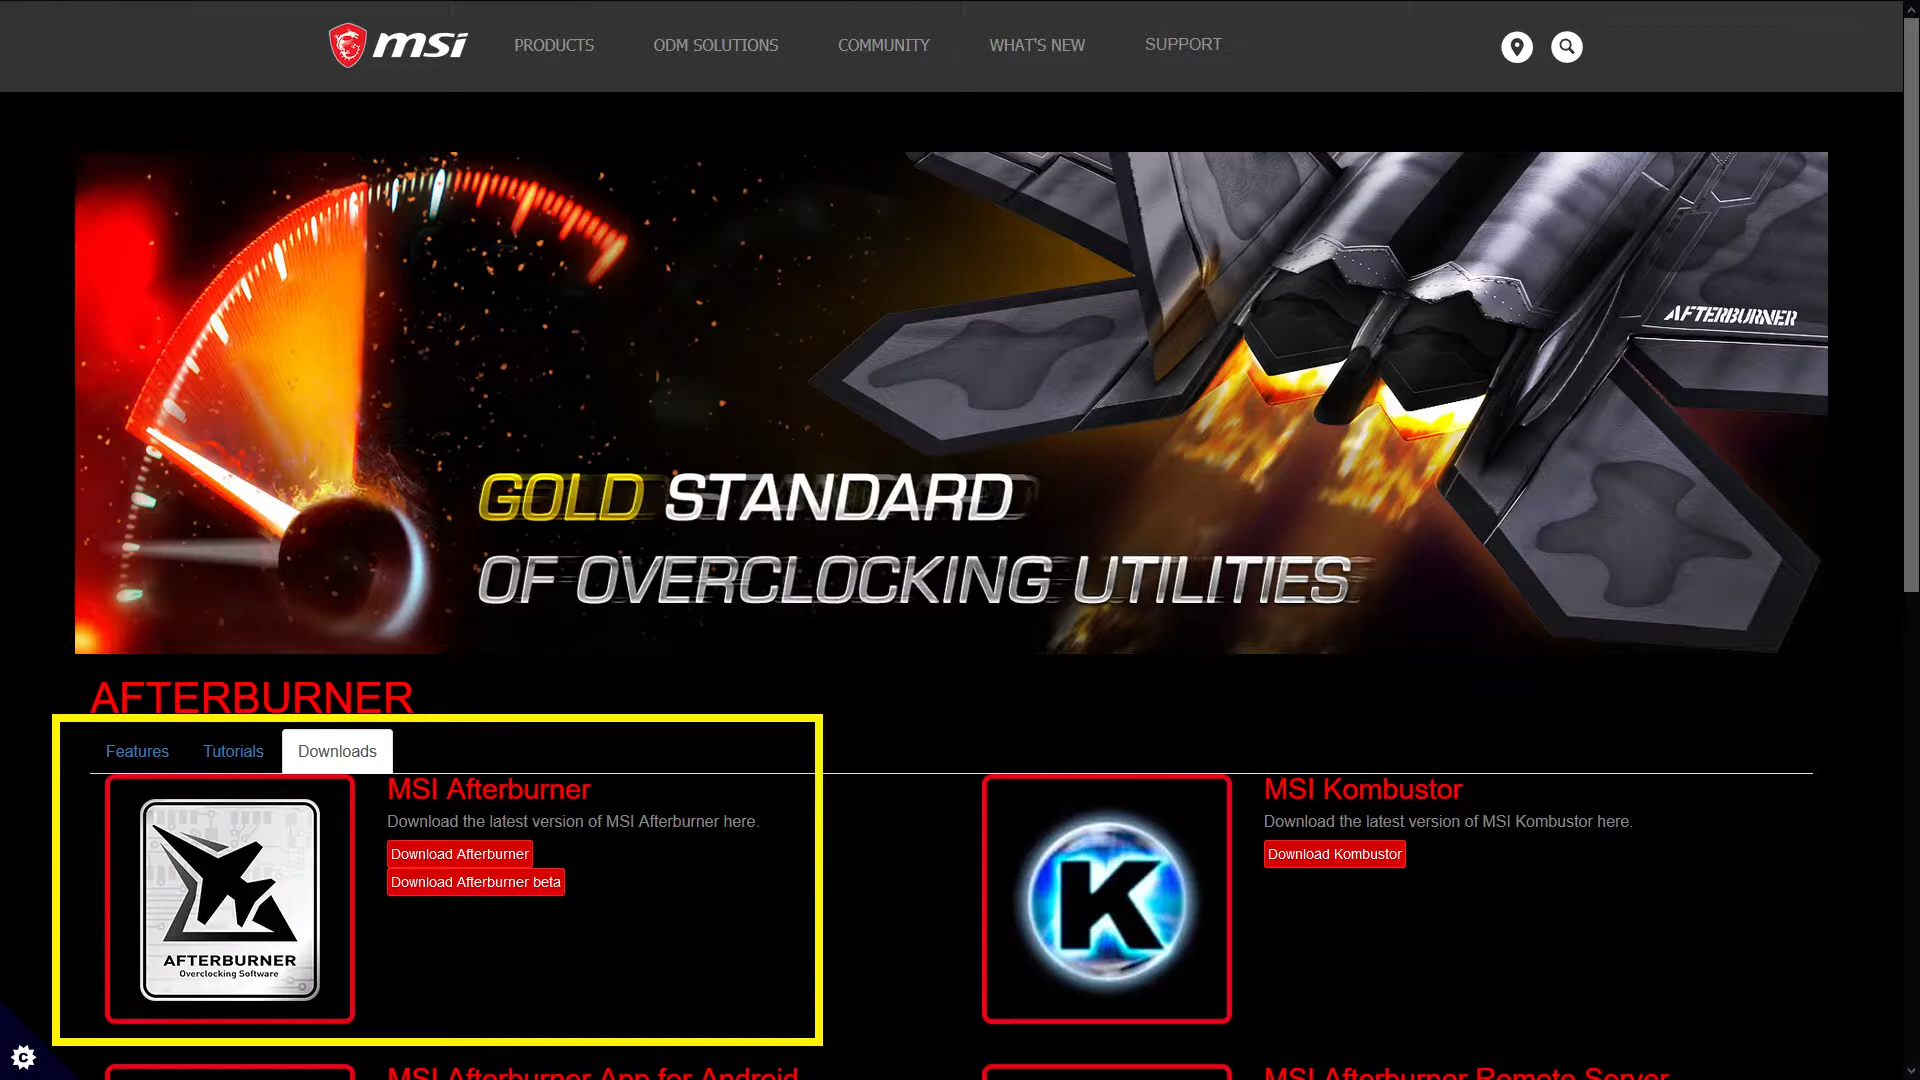 msi PRODUCTS ODM SOLUTIONS COMMUNITY WHAT'S NEW SUPPORT
AFTERBURNER
GOLD STANDARD
OF OVERCLOCKING UTILITIES
AFTERBURNER
Features Tutorials Downloads
MSI Afterburner
Download the latest version of MSI Afterburner here.
Download Afterburner
Download Afterburner beta
AFTERBURNER
Overclocking Software
MSI Kombustor
Download the latest version of MSI Kombustor here.
Download Kombustor
K
C
MSI Afterburner App for Android
MSI Afterburner Remote Server